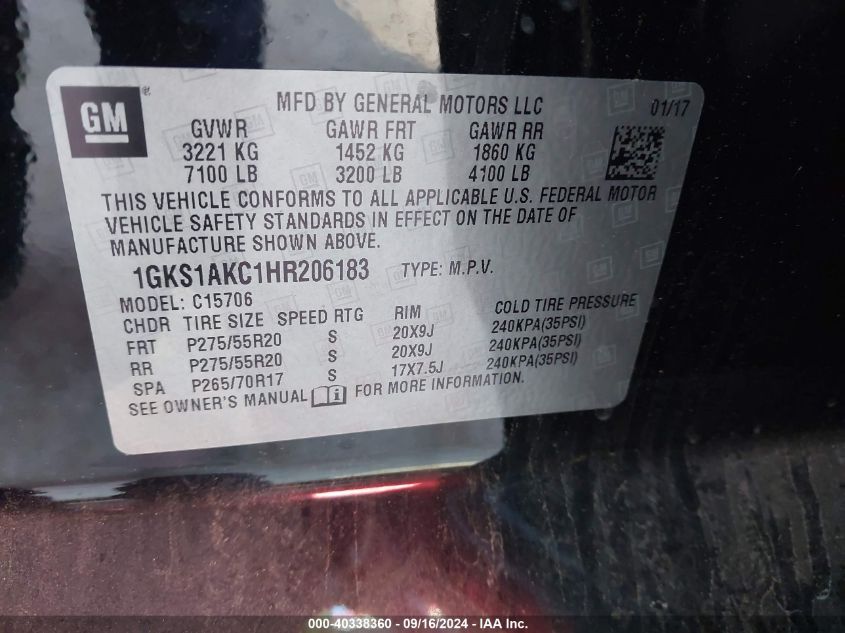 GM ®
MFD BY GENERAL MOTORS LLC 01/17
GVWR GAWR FRT GAWR RR
3221 KG 1452 KG 1860 KG
7100 LB 3200 LB 4100 LB
THIS VEHICLE CONFORMS TO ALL APPLICABLE U.S. FEDERAL MOTOR
VEHICLE SAFETY STANDARDS IN EFFECT ON THE DATE OF
MANUFACTURE SHOWN ABOVE.
1GKS1AKC1HR206183 TYPE: M.P.V.
MODEL: C15706
CHDR TIRE SIZE SPEED RTG RIM COLD TIRE PRESSURE
FRT P275/55R20 S 20X9J 240KPA(35PSI)
RR P275/55R20 S 20X9J 240KPA(35PSI)
SPA P265/70R17 S 17X7.5J 240KPA(35PSI)
SEE OWNER'S MANUAL i FOR MORE INFORMATION.
000-40338360 - 09/16/2024 - IAA Inc.